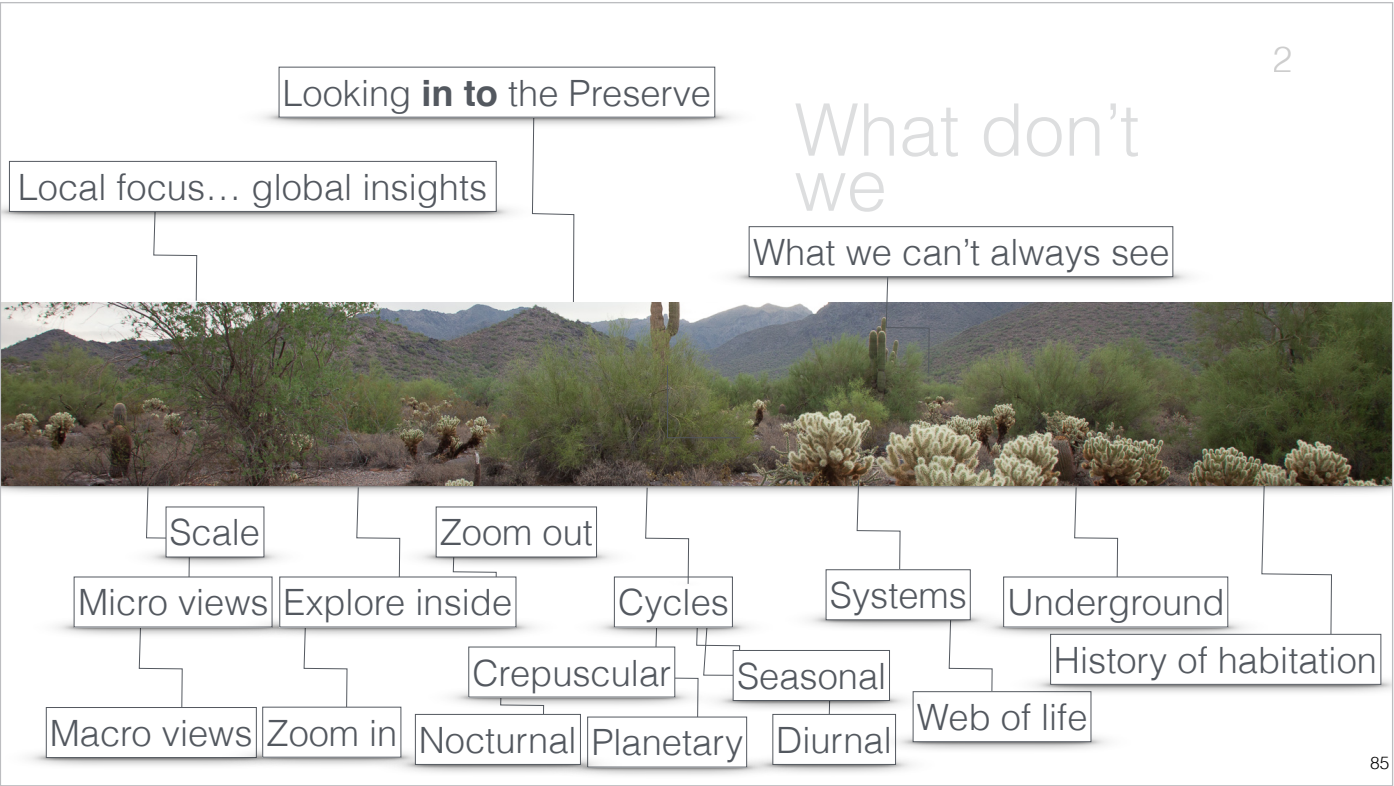 2
Looking in to the Preserve
What don't
we
Local focus… global insights
What we can't always see
Scale
Zoom out
Micro views
Explore inside
Cycles
Systems
Underground
Crepuscular
Seasonal
History of habitation
Macro views
Zoom in
Nocturnal
Planetary
Diurnal
Web of life
85